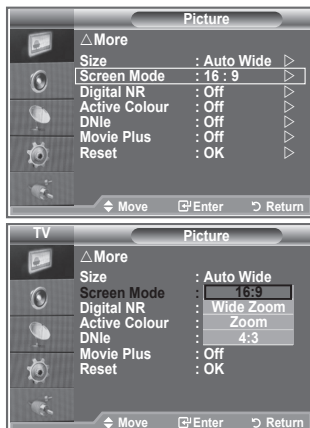 Picture
△More
Size : Auto Wide ▷
Screen Mode : 16 : 9 ▷
Digital NR : Off ▷
Active Colour : Off ▷
DNIe : Off ▷
Movie Plus : Off ▷
Reset : OK ▷
Move Enter Return
TV Picture
△More
Size : Auto Wide
Screen Mode : 16:9
Digital NR : Wide Zoom
Active Colour : Zoom
DNIe : 4:3
Movie Plus : Off
Reset : OK
Move Enter Return